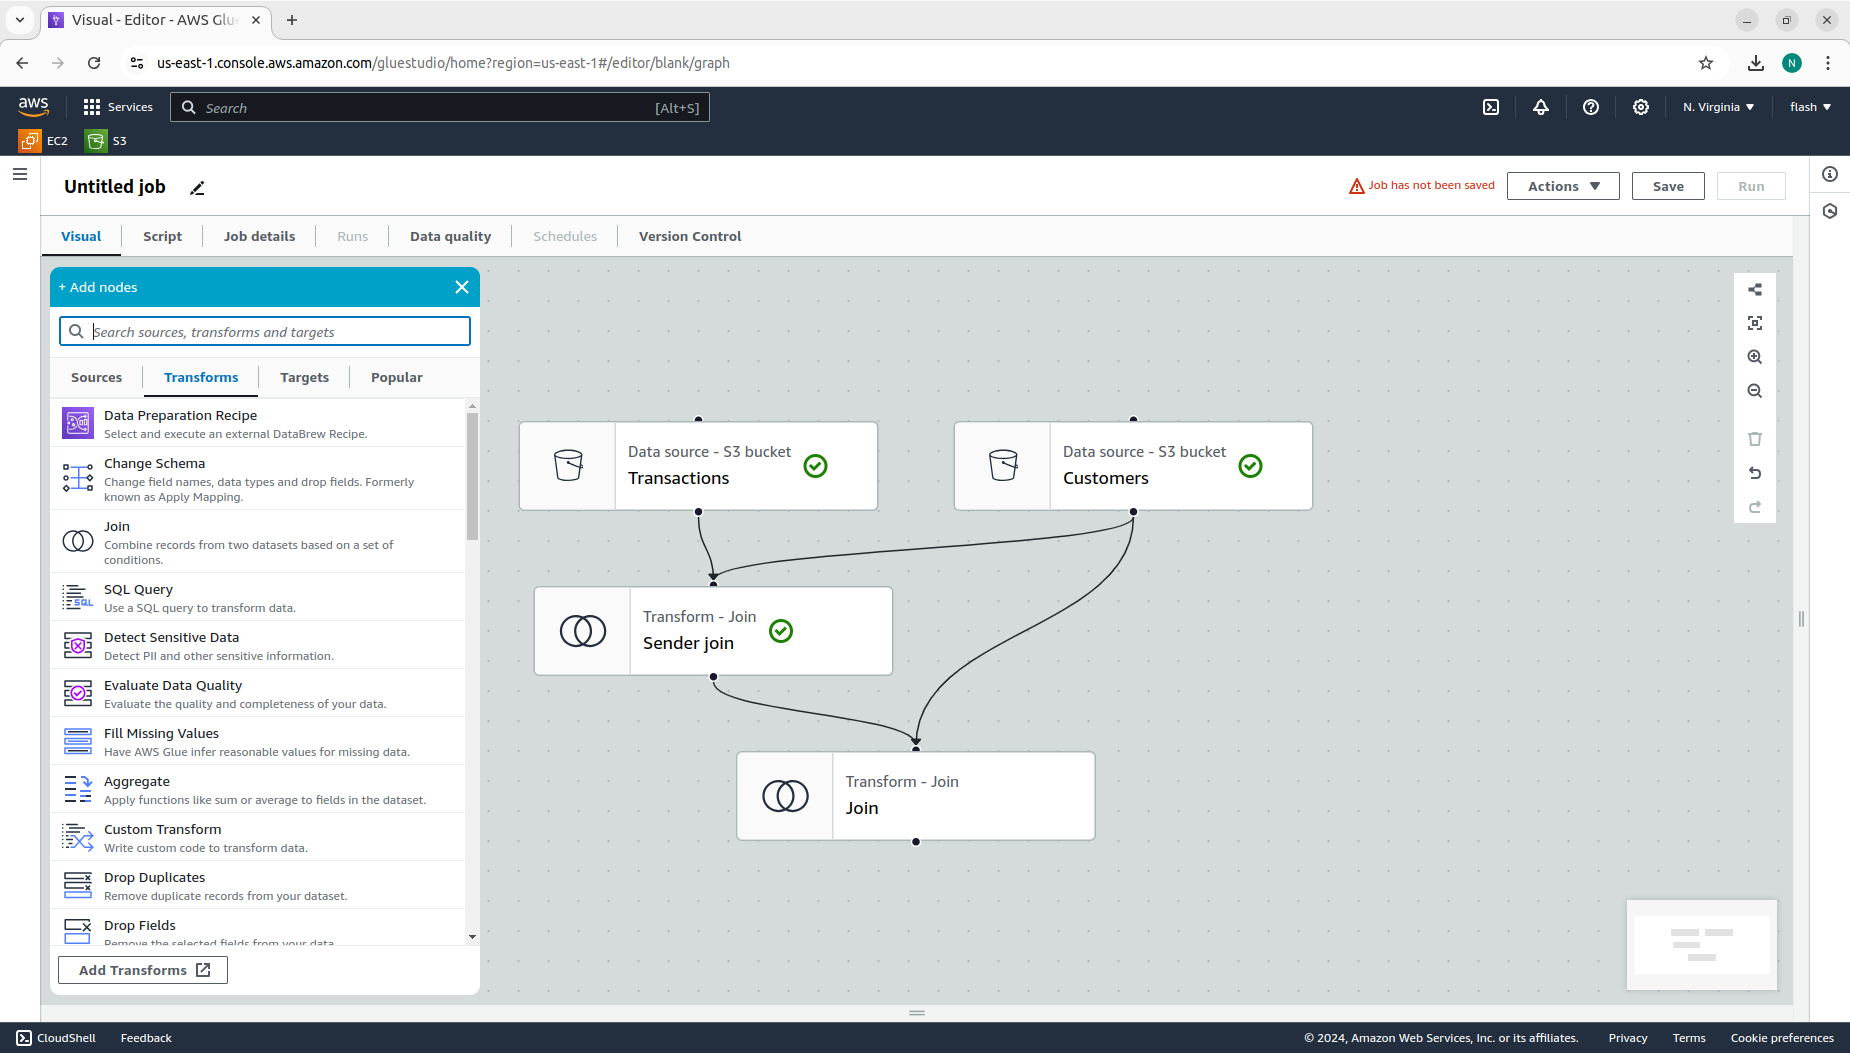 Visual - Editor - AWS Glue
us-east-1.console.aws.amazon.com/gluestudio/home?region=us-east-1#/editor/blank/graph
N
aws
Services
Search
[Alt+S]
N. Virginia
flash
EC2
S3
Untitled job
Job has not been saved
Actions
Save
Run
Visual
Script
Job details
Runs
Data quality
Schedules
Version Control
+ Add nodes
Search sources, transforms and targets
Sources
Transforms
Targets
Popular
Data Preparation Recipe
Select and execute an external DataBrew Recipe.
Change Schema
Change field names, data types and drop fields. Formerly
known as Apply Mapping.
Join
Combine records from two datasets based on a set of
conditions.
SQL Query
Use a SQL query to transform data.
Detect Sensitive Data
Detect PII and other sensitive information.
Evaluate Data Quality
Evaluate the quality and completeness of your data.
Fill Missing Values
Have AWS Glue infer reasonable values for missing data.
Aggregate
Apply functions like sum or average to fields in the dataset.
Custom Transform
Write custom code to transform data.
Drop Duplicates
Remove duplicate records from your dataset.
Drop Fields
Remove the selected fields from your data.
Add Transforms
Data source - S3 bucket
Transactions
Data source - S3 bucket
Customers
Transform - Join
Sender join
Transform - Join
Join
CloudShell
Feedback
© 2024, Amazon Web Services, Inc. or its affiliates.
Privacy
Terms
Cookie preferences